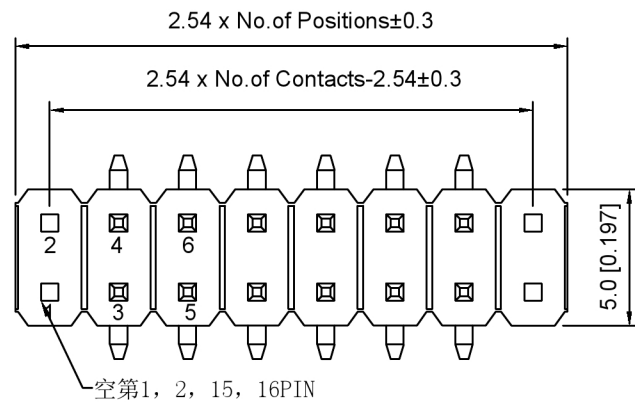 2.54 x No.of Positions±0.3
2.54 x No.of Contacts-2.54±0.3
2 4 6
1 3 5
5.0 [0.197]
空第1, 2, 15, 16PIN